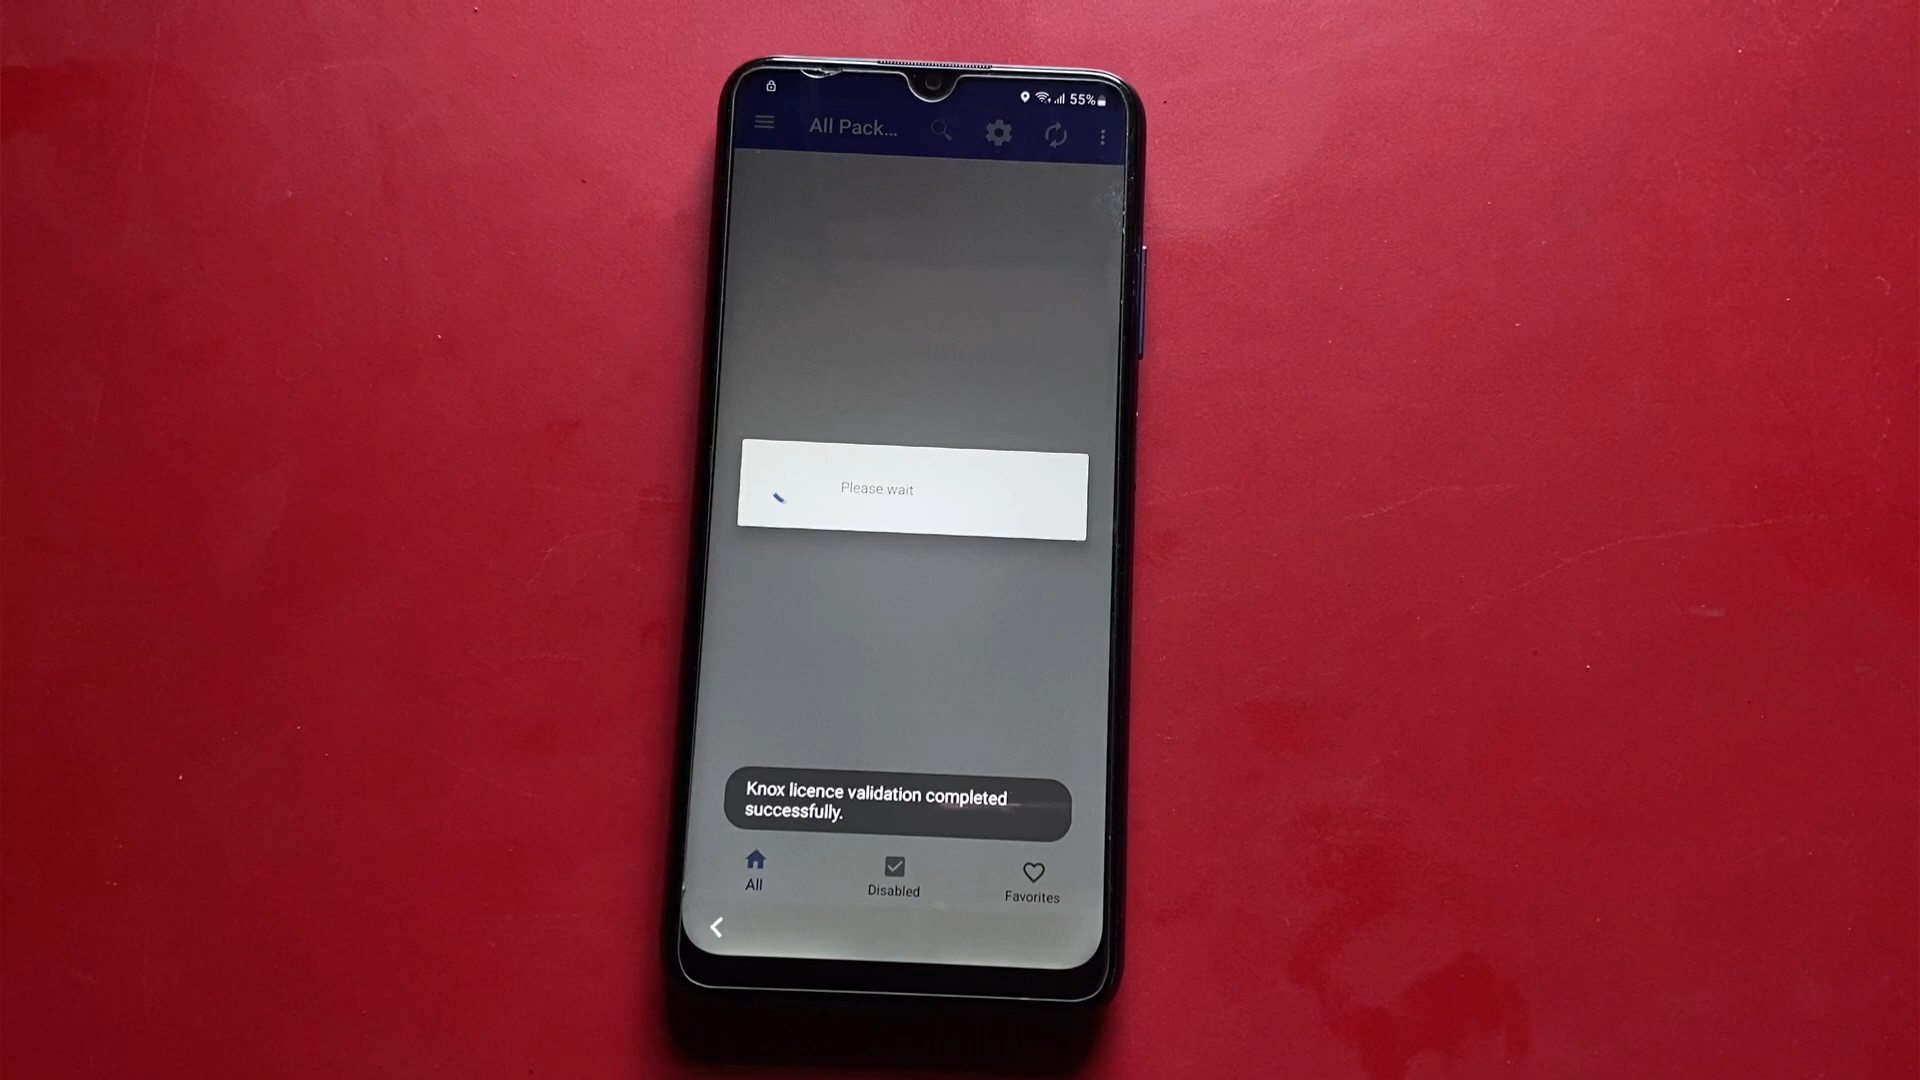 55%
All Pack...
Please wait
Knox licence validation completed
successfully.
All
Disabled
Favorites